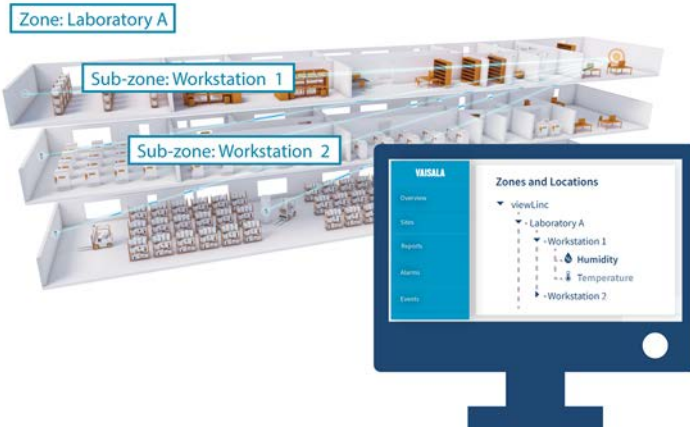 Zone: Laboratory A
Sub-zone: Workstation 1
Sub-zone: Workstation 2
VAISALA
Overview
Sites
Reports
Alarms
Events
Zones and Locations
viewLinc
Laboratory A
Workstation 1
Humidity
Temperature
Workstation 2